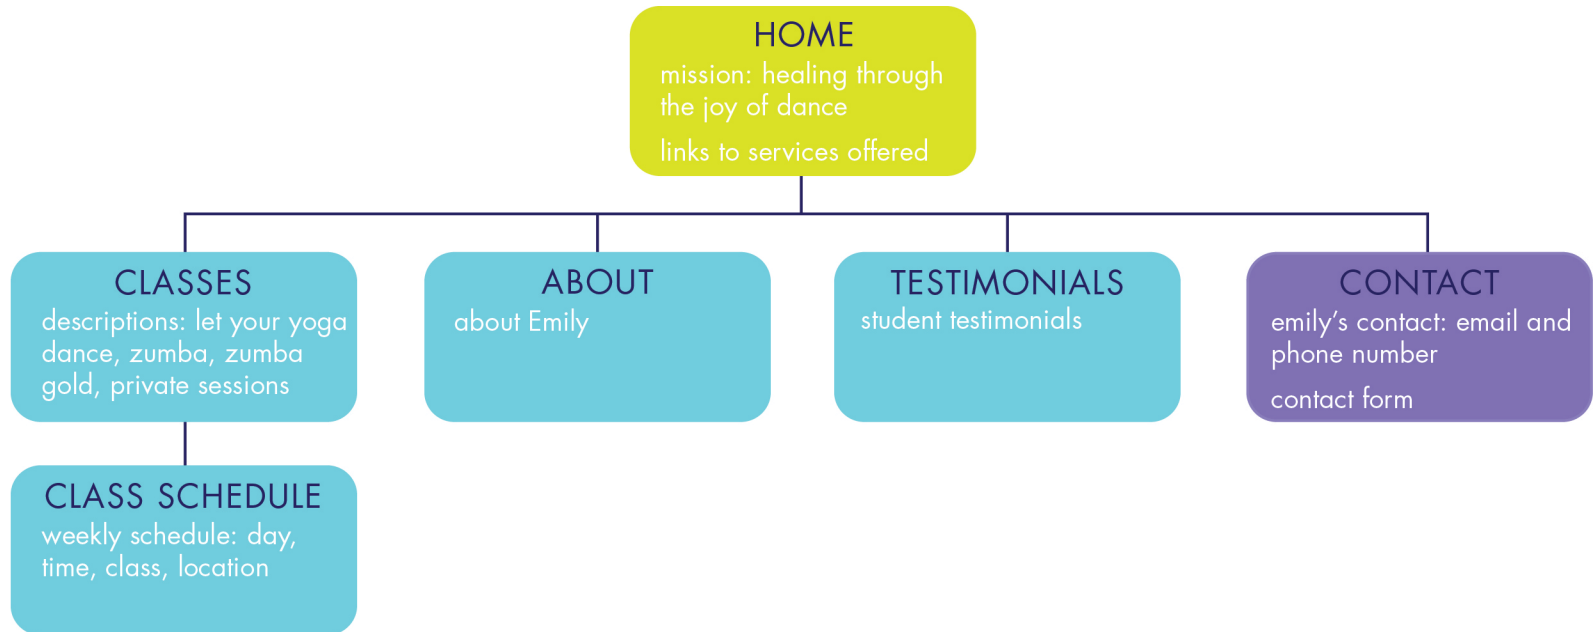 HOME
mission: healing through
the joy of dance
links to services offered
CLASSES
descriptions: let your yoga
dance, zumba, zumba
gold, private sessions
ABOUT
about Emily
TESTIMONIALS
student testimonials
CONTACT
emily’s contact: email and
phone number
contact form
CLASS SCHEDULE
weekly schedule: day,
time, class, location